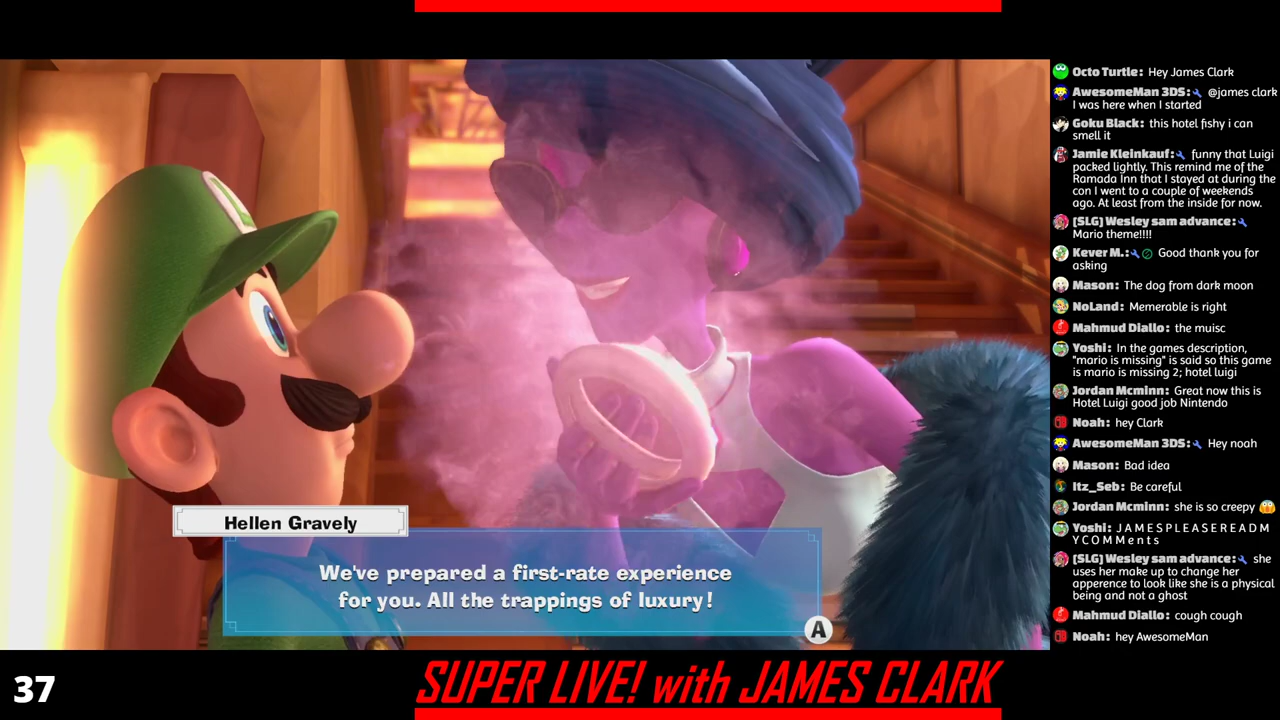 Hellen Gravely
We've prepared a first-rate experience
for you. All the trappings of luxury!
A
37
SUPER LIVE! with JAMES CLARK
Octo Turtle: Hey James Clark
AwesomeMan 3DS: @james clark
I was here when I started
Goku Black: this hotel fishy i can
smell it
Jamie Kleinkauf: funny that Luigi
packed lightly. This remind me of the
Ramada Inn that I stayed at during the
con I went to a couple of weekends
ago. At least from the inside for now.
[SLG] Wesley sam advance:
Mario theme!!!!
Kever M.: Good thank you for
asking
Mason: The dog from dark moon
NoLand: Memerable is right
Mahmud Diallo: the muisc
Yoshi: In the games description,
"mario is missing" is said so this game
is mario is missing 2; hotel luigi
Jordan Mcminn: Great now this is
Hotel Luigi good job Nintendo
Noah: hey Clark
AwesomeMan 3DS: Hey noah
Mason: Bad idea
Itz_Seb: Be careful
Jordan Mcminn: she is so creepy
Yoshi: J A M E S P L E A S E R E A D M
Y C O M M e n t s
[SLG] Wesley sam advance: she
uses her make up to change her
apperence to look like she is a physical
being and not a ghost
Mahmud Diallo: cough cough
Noah: hey AwesomeMan